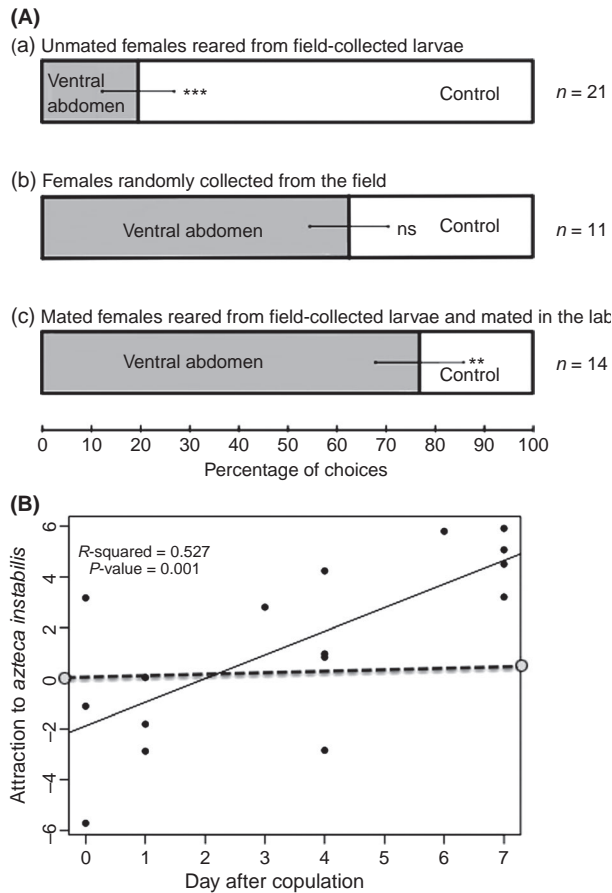 (A)
(a) Unmated females reared from field-collected larvae
Ventral
abdomen
***
Control
n = 21
(b) Females randomly collected from the field
Ventral abdomen
ns
Control
n = 11
(c) Mated females reared from field-collected larvae and mated in the lab
Ventral abdomen
**
Control
n = 14
0 10 20 30 40 50 60 70 80 90 100
Percentage of choices
(B)
R-squared = 0.527
P-value = 0.001
Attraction to azteca instabilis
6
4
2
0
-2
-4
-6
0 1 2 3 4 5 6 7
Day after copulation